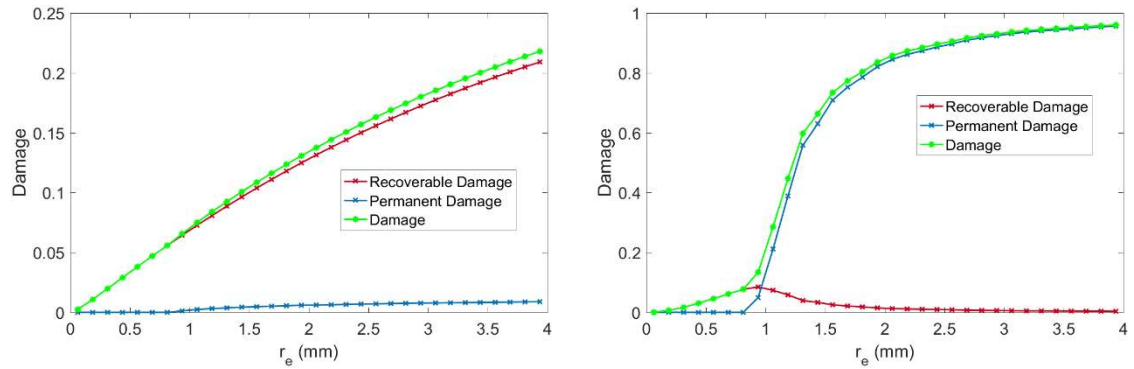 0.25
0.2
0.15
0.1
0.05
0
Damage
Recoverable Damage
Permanent Damage
Damage
0 0.5 1 1.5 2 2.5 3 3.5 4
r_e (mm)
1
0.8
0.6
0.4
0.2
0
Damage
Recoverable Damage
Permanent Damage
Damage
0 0.5 1 1.5 2 2.5 3 3.5 4
r_e (mm)